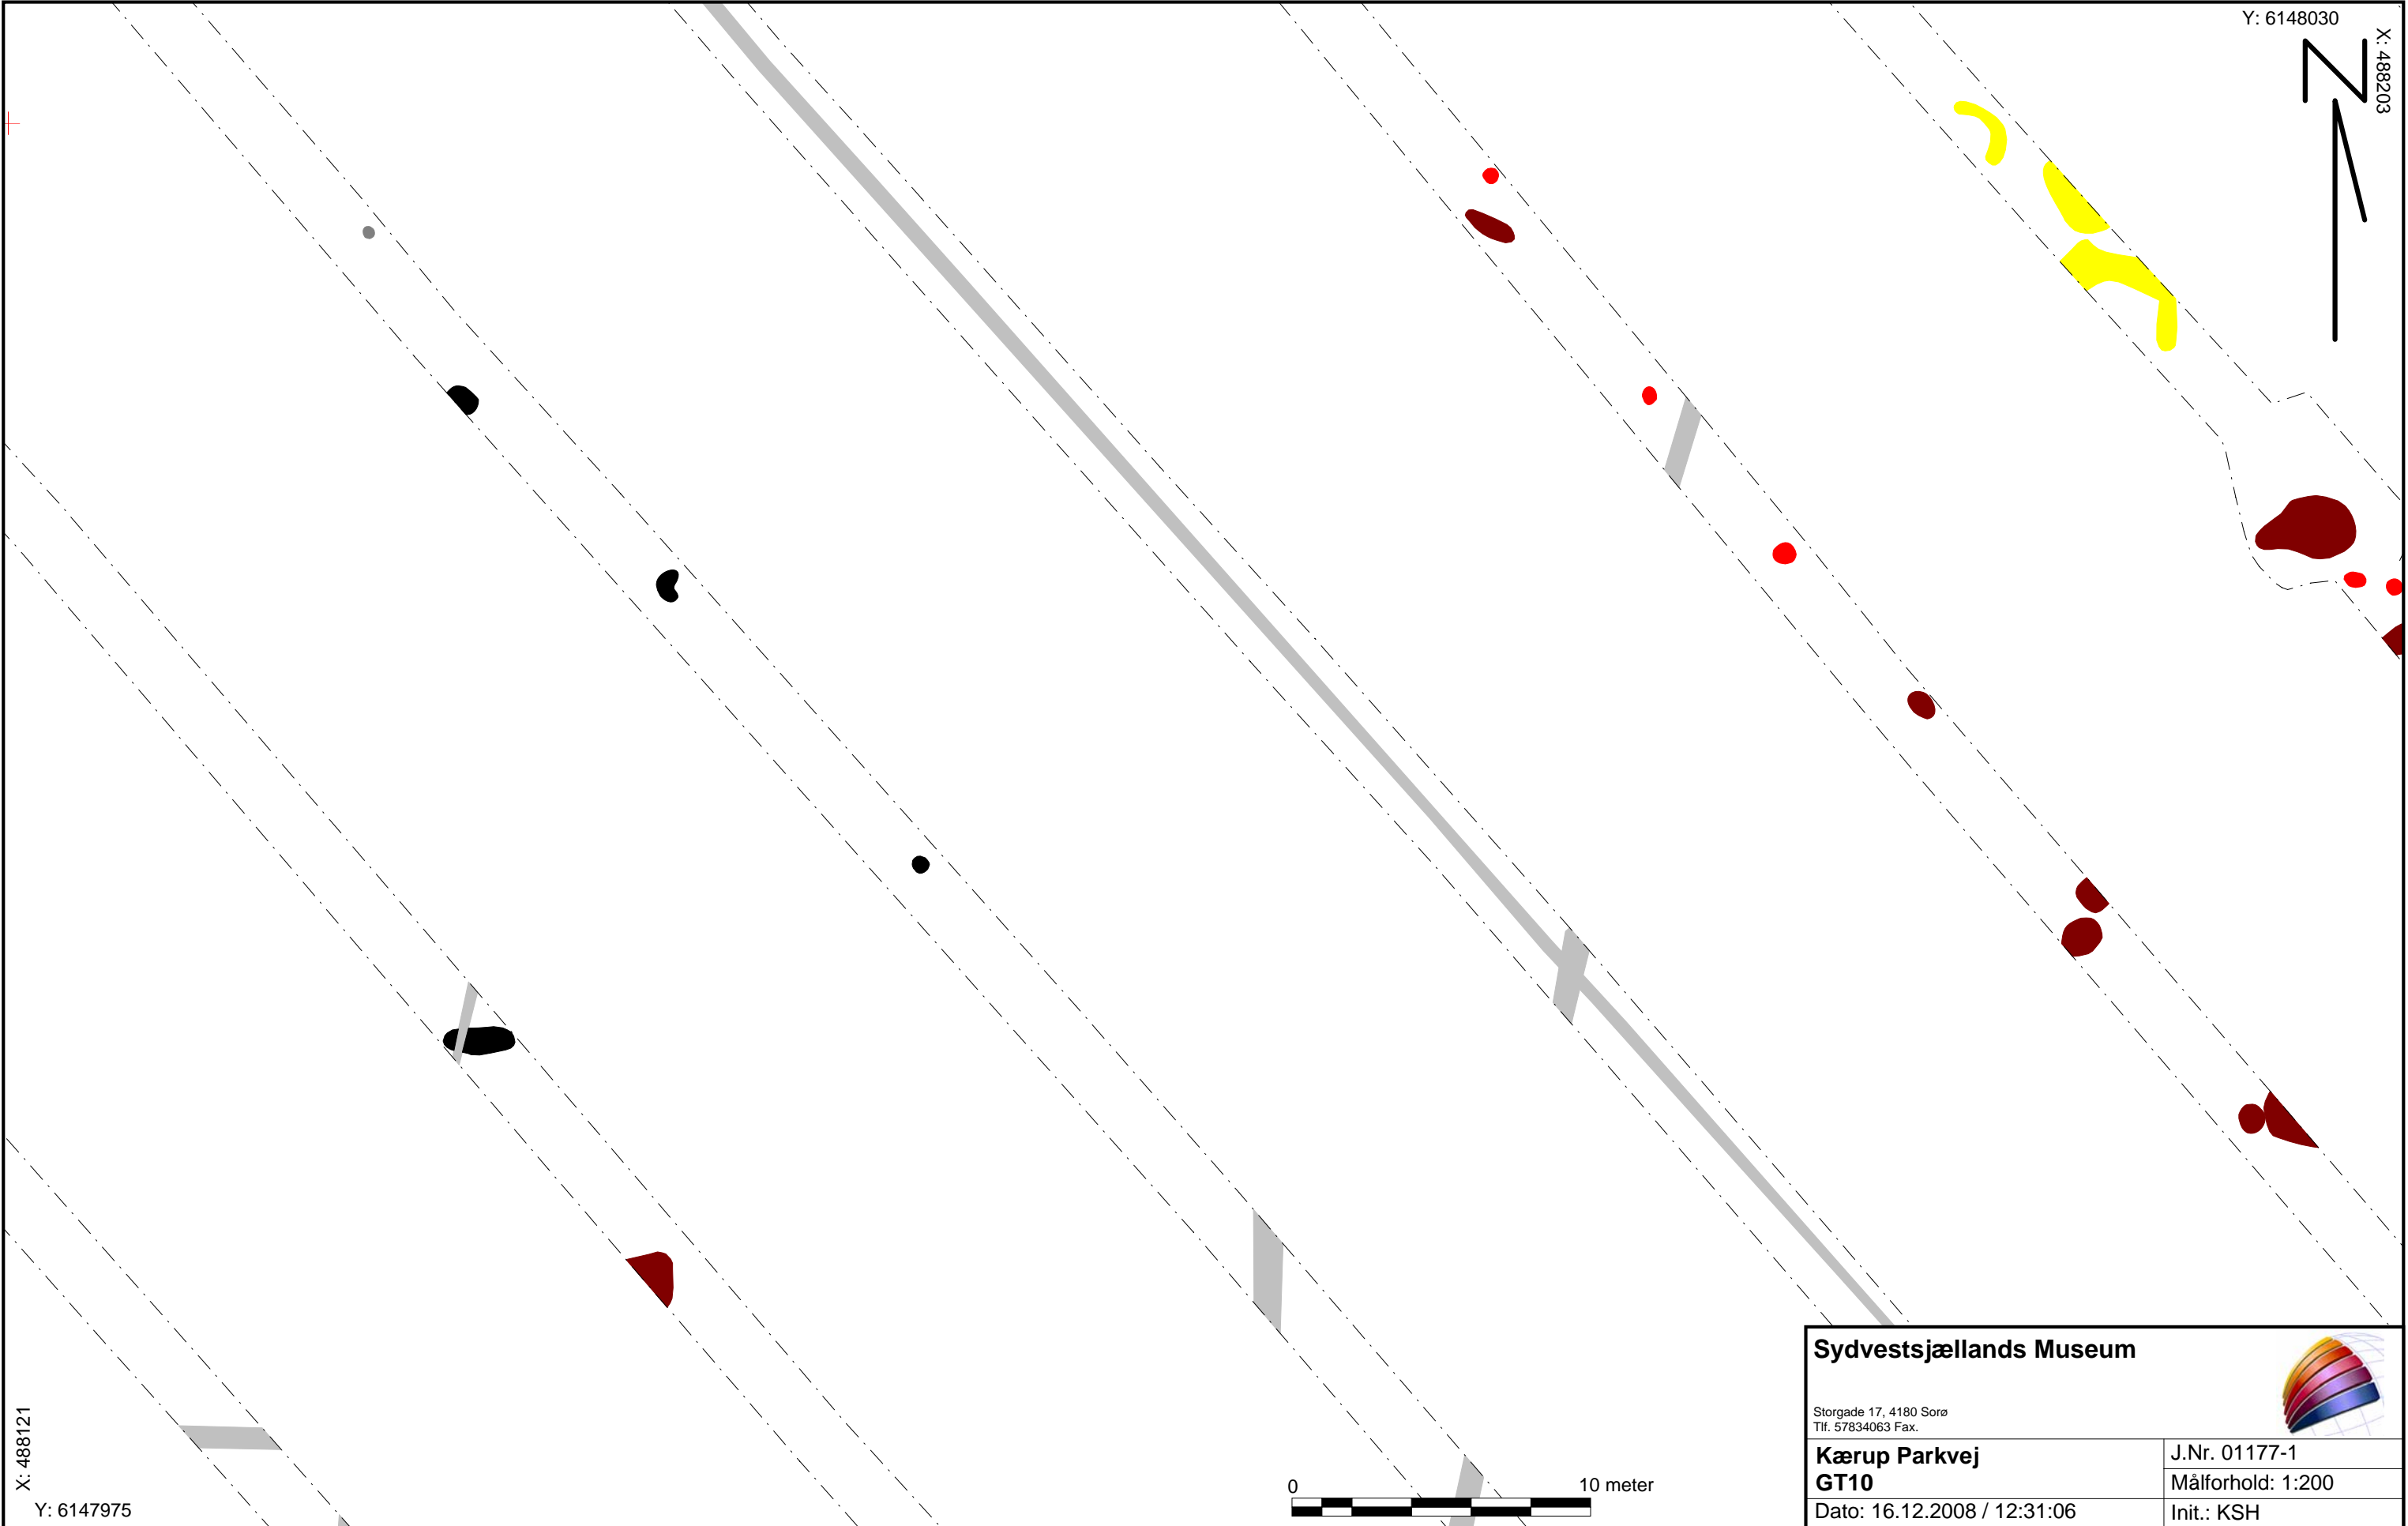 Y: 6148030
X: 488203
X: 488121
Y: 6147975
0 10 meter
Sydvestsjællands Museum
Storgade 17, 4180 Sorø
Tlf. 57834063 Fax.
Kærup Parkvej
GT10
J.Nr. 01177-1
Målforhold: 1:200
Dato: 16.12.2008 / 12:31:06
Init.: KSH